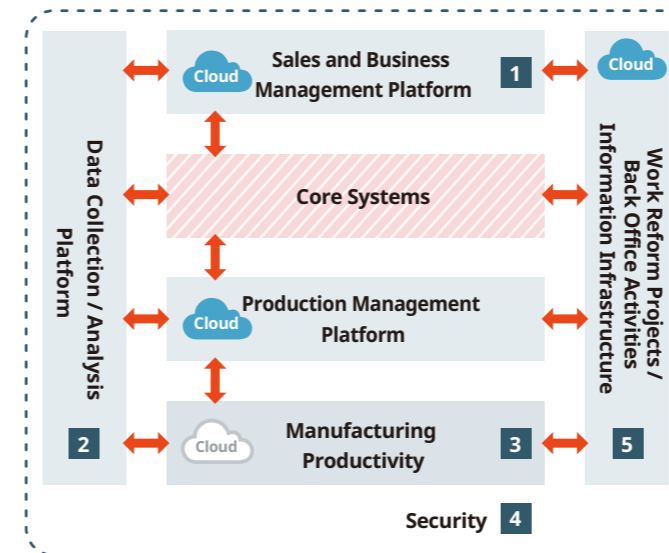 Cloud
Sales and Business
Management Platform
1
Cloud
Data Collection / Analysis
Platform
2
Core Systems
Cloud
Production Management
Platform
Cloud
Manufacturing
Productivity
3
Work Reform Projects /
Back Office Activities
Information Infrastructure
5
Security
4